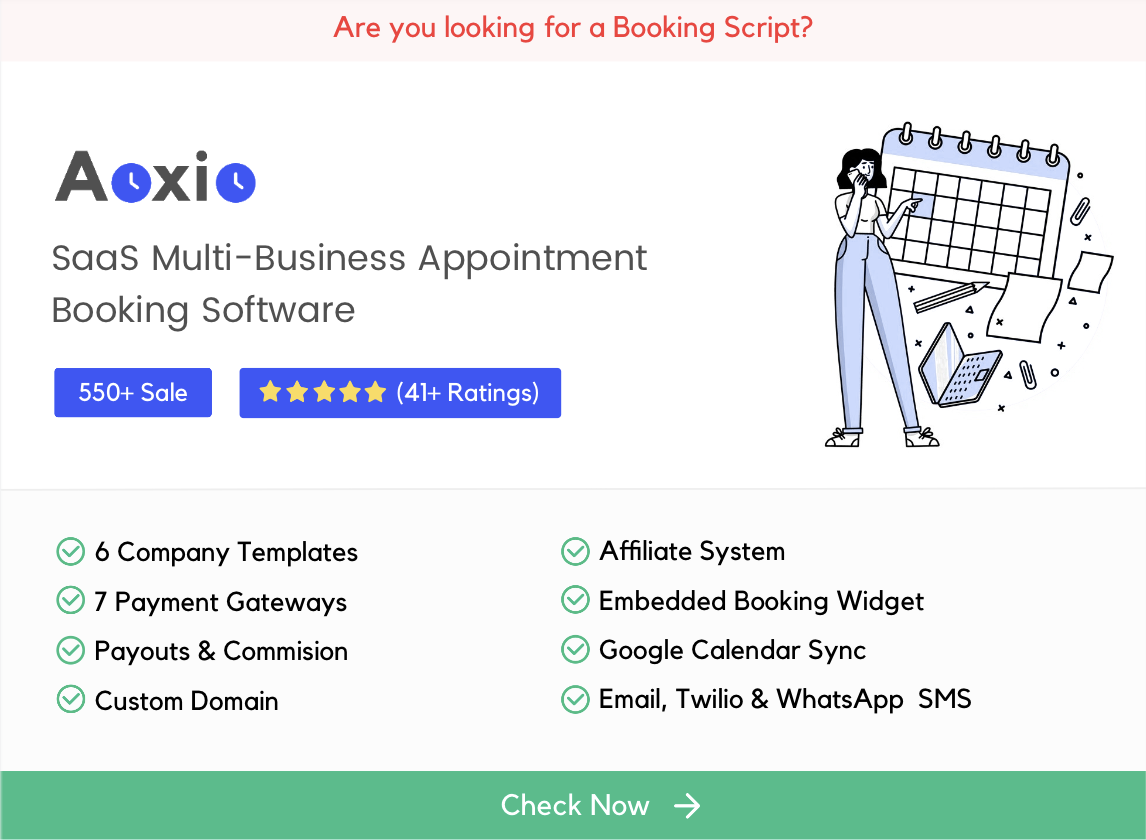 Are you looking for a Booking Script?
Aoxio
SaaS Multi-Business Appointment
Booking Software
550+ Sale
(41+ Ratings)
6 Company Templates
7 Payment Gateways
Payouts & Commision
Custom Domain
Affiliate System
Embedded Booking Widget
Google Calendar Sync
Email, Twilio & WhatsApp  SMS
Check Now